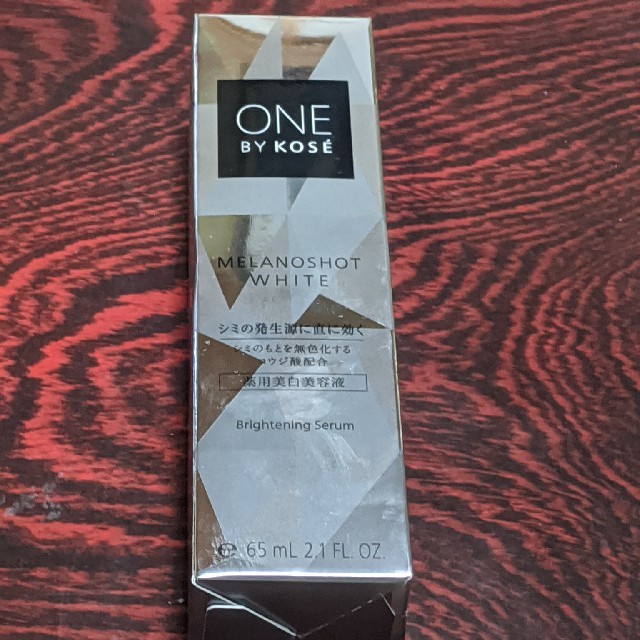 ONE
BY KOSÉ
MELANOSHOT
WHITE
シミの発生源に直に効く
シミのもとを無色化する
コウジ酸配合
薬用美白美容液
Brightening Serum
℮ 65 mL 2.1 FL. OZ.